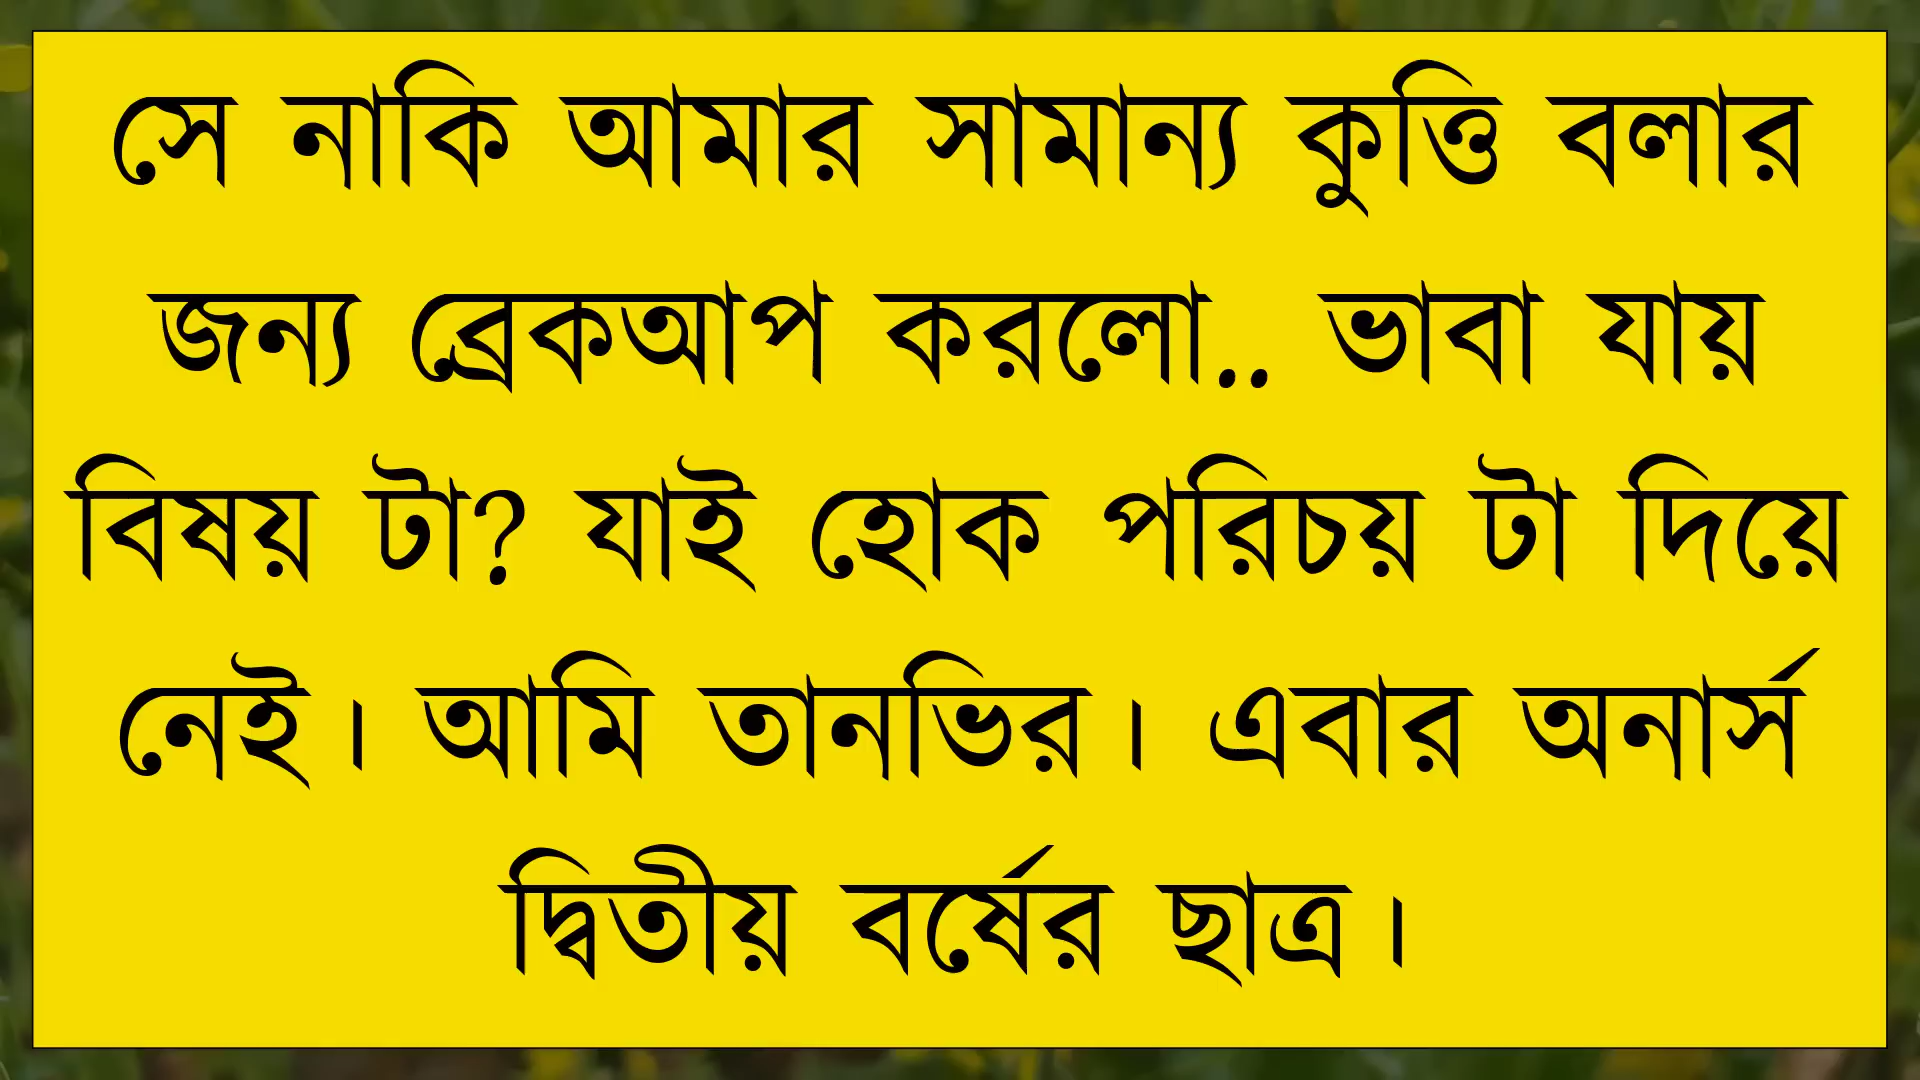 সে নাকি আমার সামান্য কুত্তি বলার
জন্য ব্রেকআপ করলো.. ভাবা যায়
বিষয় টা? যাই হোক পরিচয় টা দিয়ে
নেই। আমি তানভির। এবার অনার্স
দ্বিতীয় বর্ষের ছাত্র।